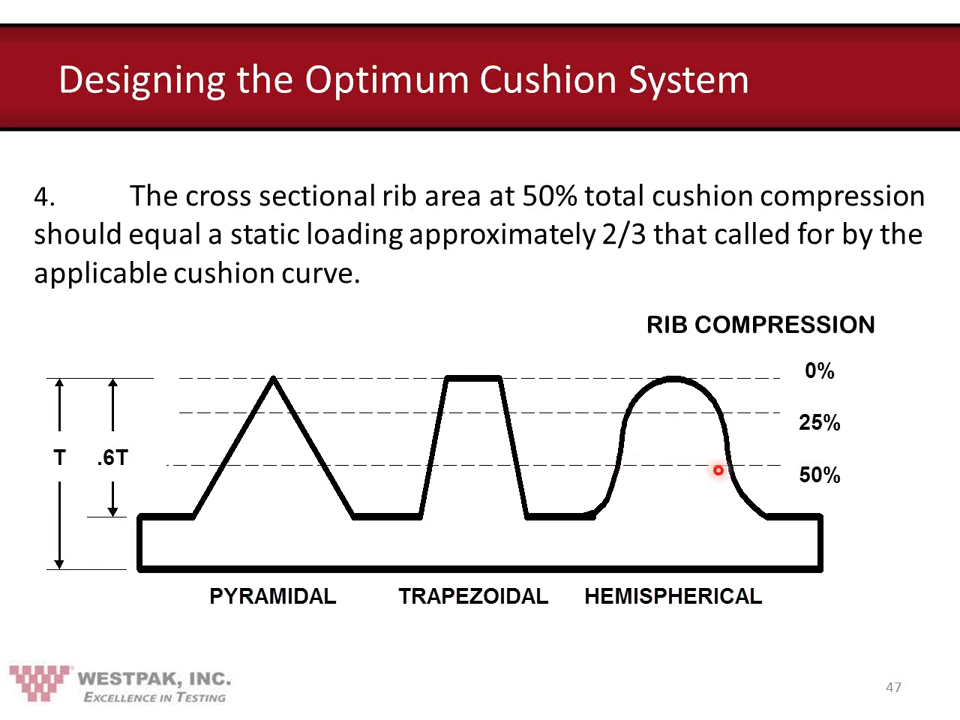 Designing the Optimum Cushion System
4. The cross sectional rib area at 50% total cushion compression
should equal a static loading approximately 2/3 that called for by the
applicable cushion curve.
RIB COMPRESSION
0%
25%
T .6T
50%
PYRAMIDAL TRAPEZOIDAL HEMISPHERICAL
WESTPAK, INC.
EXCELLENCE IN TESTING
47